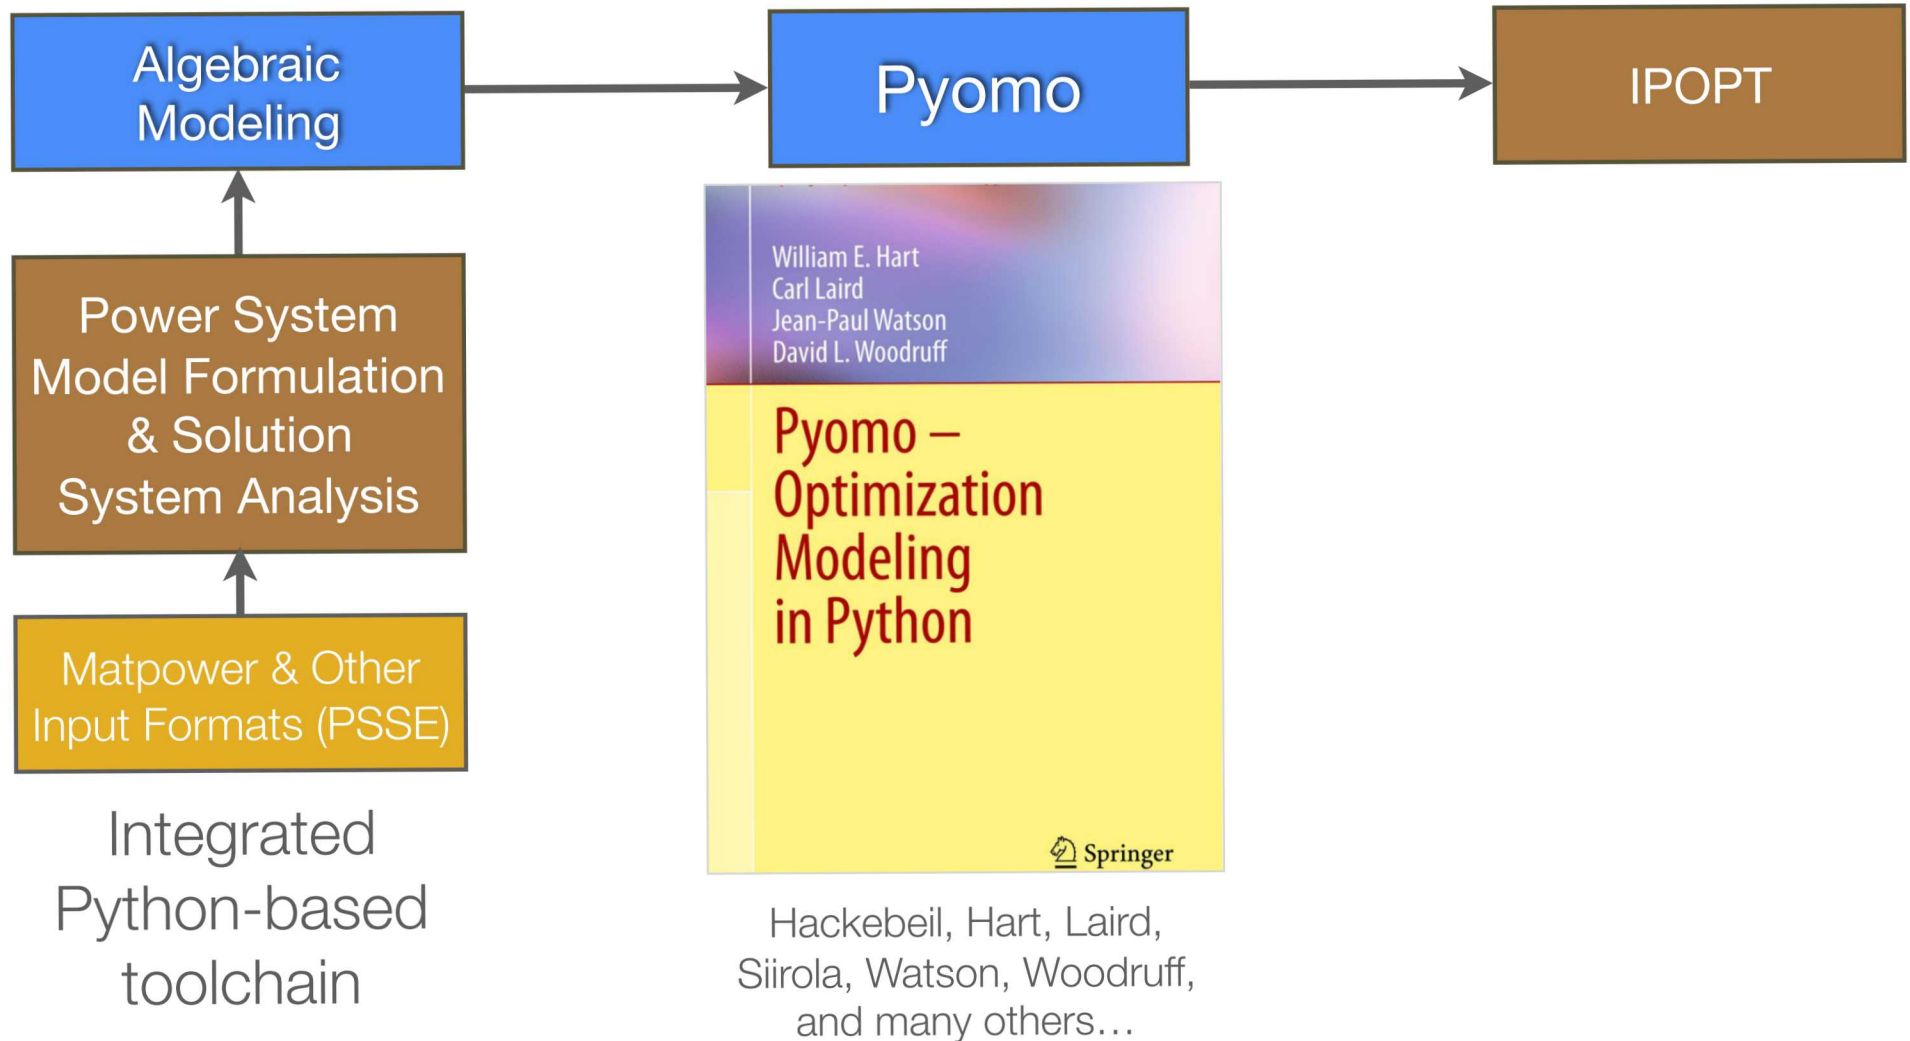 Algebraic
Modeling
Pyomo
IPOPT
Power System
Model Formulation
& Solution
System Analysis
Matpower & Other
Input Formats (PSSE)
Integrated
Python-based
toolchain
William E. Hart
Carl Laird
Jean-Paul Watson
David L. Woodruff
Pyomo –
Optimization
Modeling
in Python
Springer
Hackebeil, Hart, Laird,
Siirola, Watson, Woodruff,
and many others…